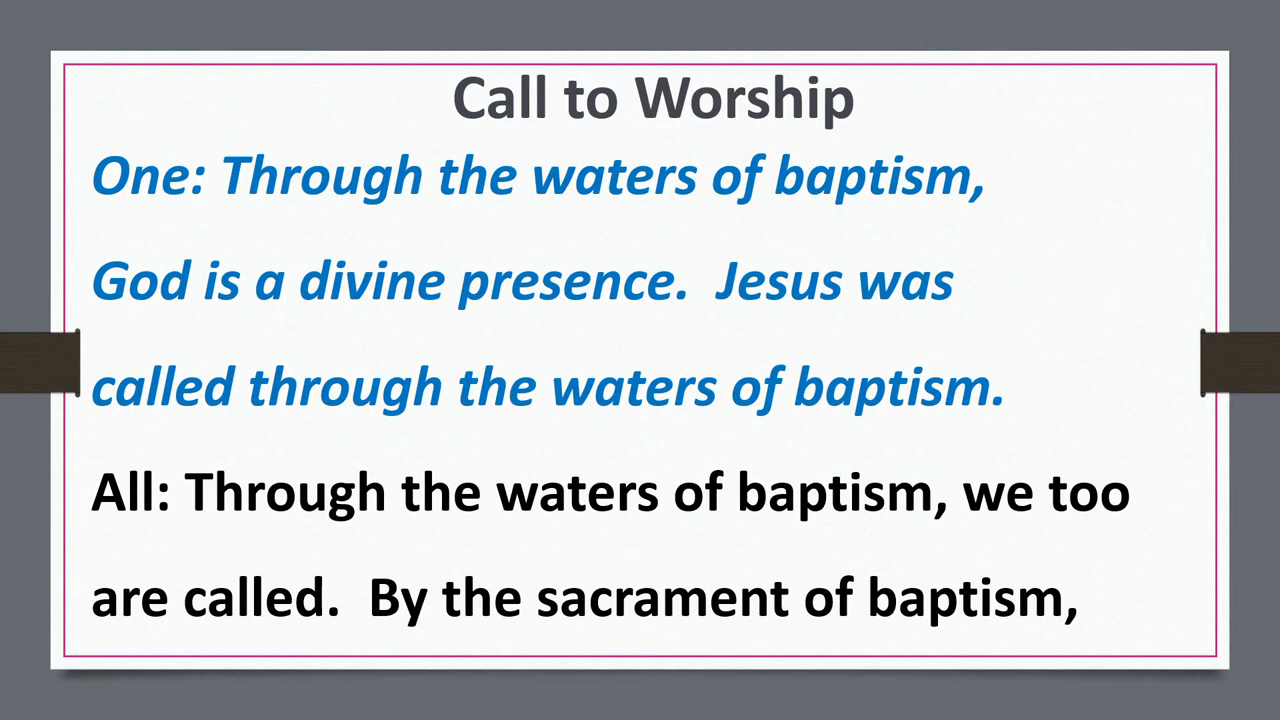 Call to Worship
One: Through the waters of baptism,
God is a divine presence.  Jesus was
called through the waters of baptism.
All: Through the waters of baptism, we too
are called.  By the sacrament of baptism,